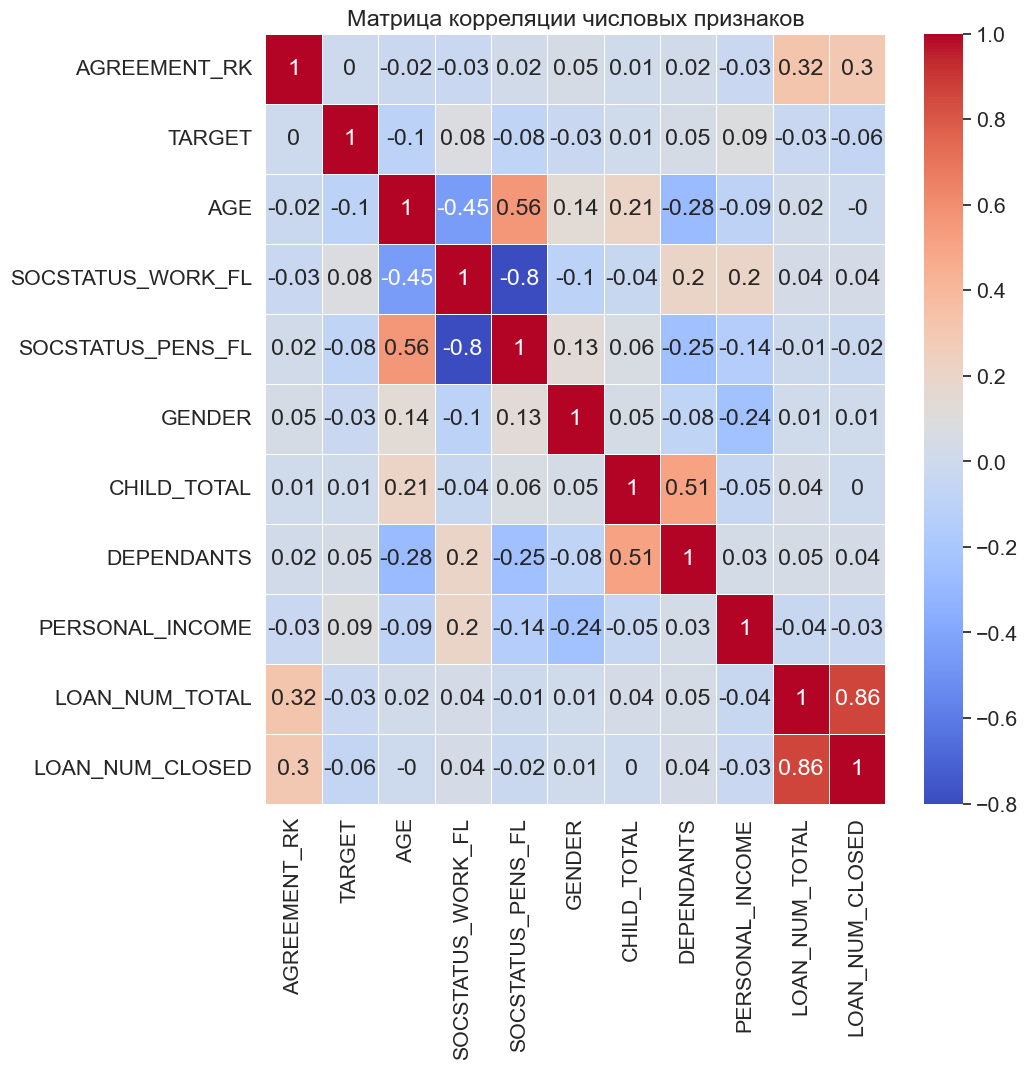 Матрица корреляции числовых признаков
AGREEMENT_RK 1 0 -0.02 -0.03 0.02 0.05 0.01 0.02 -0.03 0.32 0.3
TARGET 0 1 -0.1 0.08 -0.08 -0.03 0.01 0.05 0.09 -0.03 -0.06
AGE -0.02 -0.1 1 -0.45 0.56 0.14 0.21 -0.28 -0.09 0.02 -0
SOCSTATUS_WORK_FL -0.03 0.08 -0.45 1 -0.8 -0.1 -0.04 0.2 0.2 0.04 0.04
SOCSTATUS_PENS_FL 0.02 -0.08 0.56 -0.8 1 0.13 0.06 -0.25 -0.14 -0.01 -0.02
GENDER 0.05 -0.03 0.14 -0.1 0.13 1 0.05 -0.08 -0.24 0.01 0.01
CHILD_TOTAL 0.01 0.01 0.21 -0.04 0.06 0.05 1 0.51 -0.05 0.04 0
DEPENDANTS 0.02 0.05 -0.28 0.2 -0.25 -0.08 0.51 1 0.03 0.05 0.04
PERSONAL_INCOME -0.03 0.09 -0.09 0.2 -0.14 -0.24 -0.05 0.03 1 -0.04 -0.03
LOAN_NUM_TOTAL 0.32 -0.03 0.02 0.04 -0.01 0.01 0.04 0.05 -0.04 1 0.86
LOAN_NUM_CLOSED 0.3 -0.06 -0 0.04 -0.02 0.01 0 0.04 -0.03 0.86 1
AGREEMENT_RK
TARGET
AGE
SOCSTATUS_WORK_FL
SOCSTATUS_PENS_FL
GENDER
CHILD_TOTAL
DEPENDANTS
PERSONAL_INCOME
LOAN_NUM_TOTAL
LOAN_NUM_CLOSED
1.0
0.8
0.6
0.4
0.2
0.0
−0.2
−0.4
−0.6
−0.8